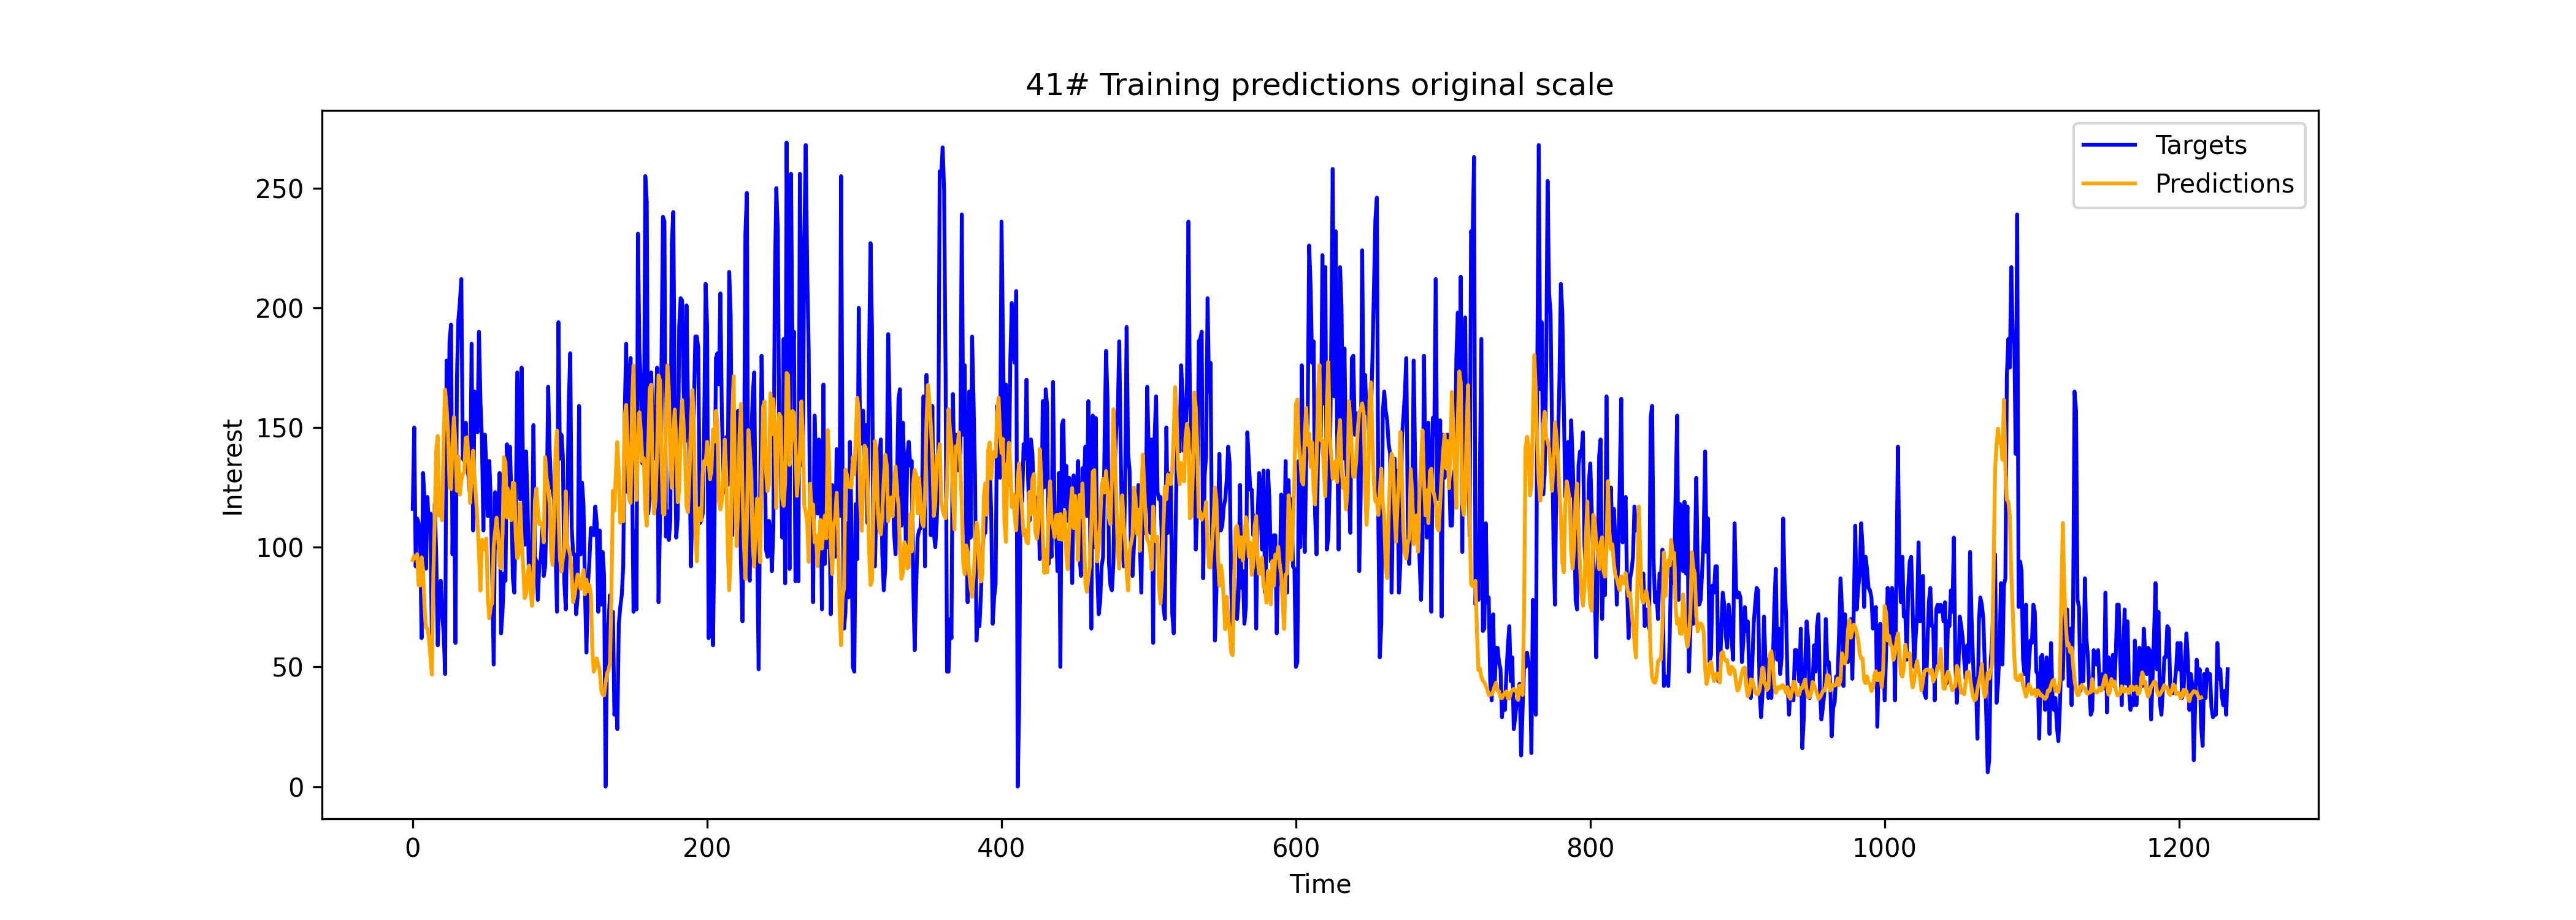 41# Training predictions original scale
Targets
Predictions
250
200
150
100
50
0
Interest
0 200 400 600 800 1000 1200
Time